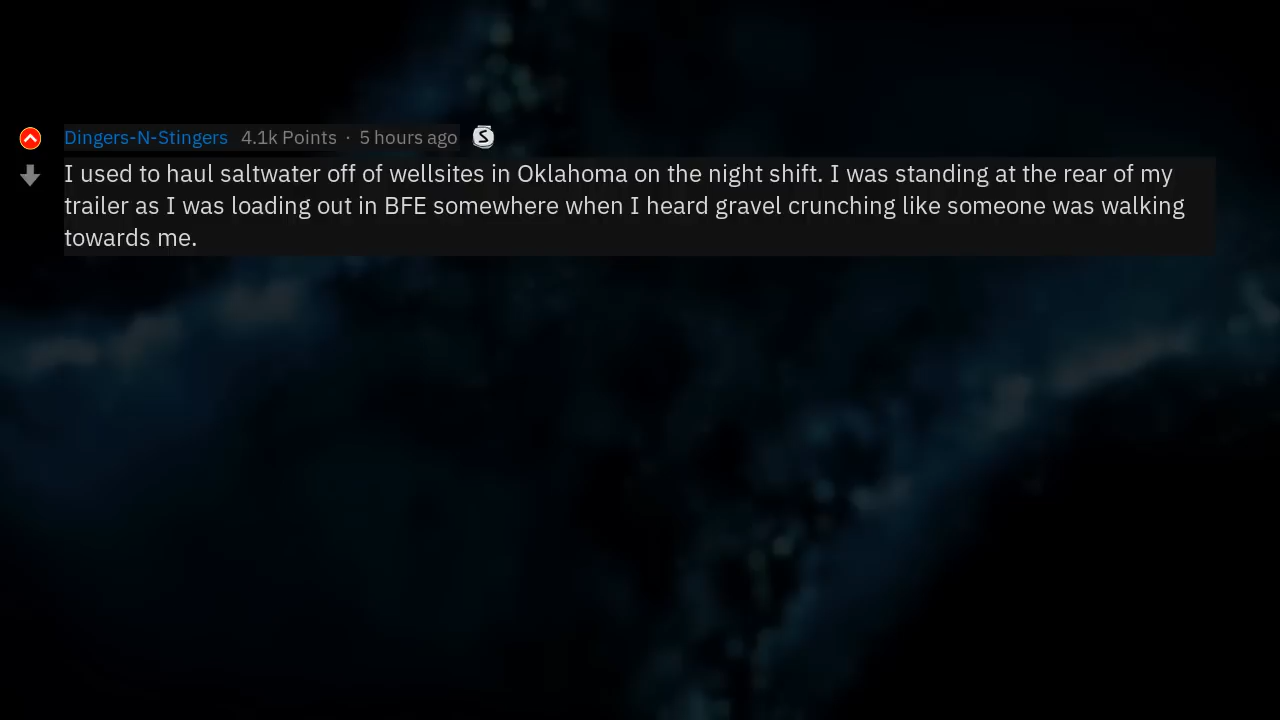 Dingers-N-Stingers 4.1k Points · 5 hours ago S
I used to haul saltwater off of wellsites in Oklahoma on the night shift. I was standing at the rear of my
trailer as I was loading out in BFE somewhere when I heard gravel crunching like someone was walking
towards me.